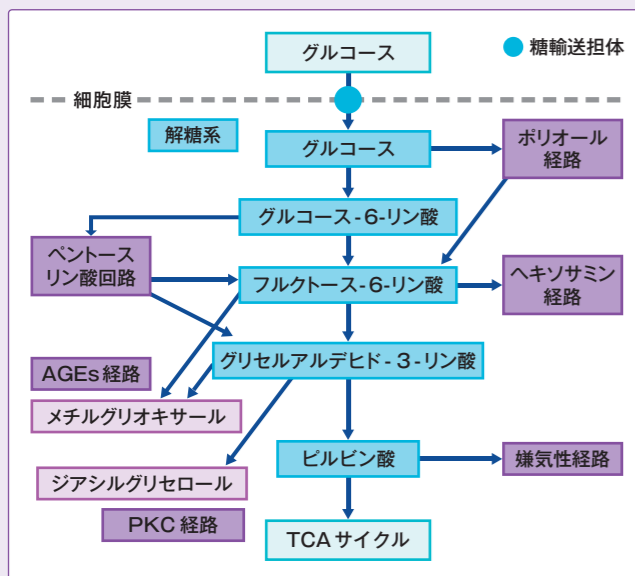 グルコース
糖輸送担体
細胞膜
解糖系
グルコース
ポリオール
経路
グルコース-6-リン酸
ペントース
リン酸回路
フルクトース-6-リン酸
ヘキソサミン
経路
グリセルアルデヒド-3-リン酸
AGEs経路
メチルグリオキサール
ピルビン酸
嫌気性経路
ジアシルグリセロール
PKC経路
TCAサイクル